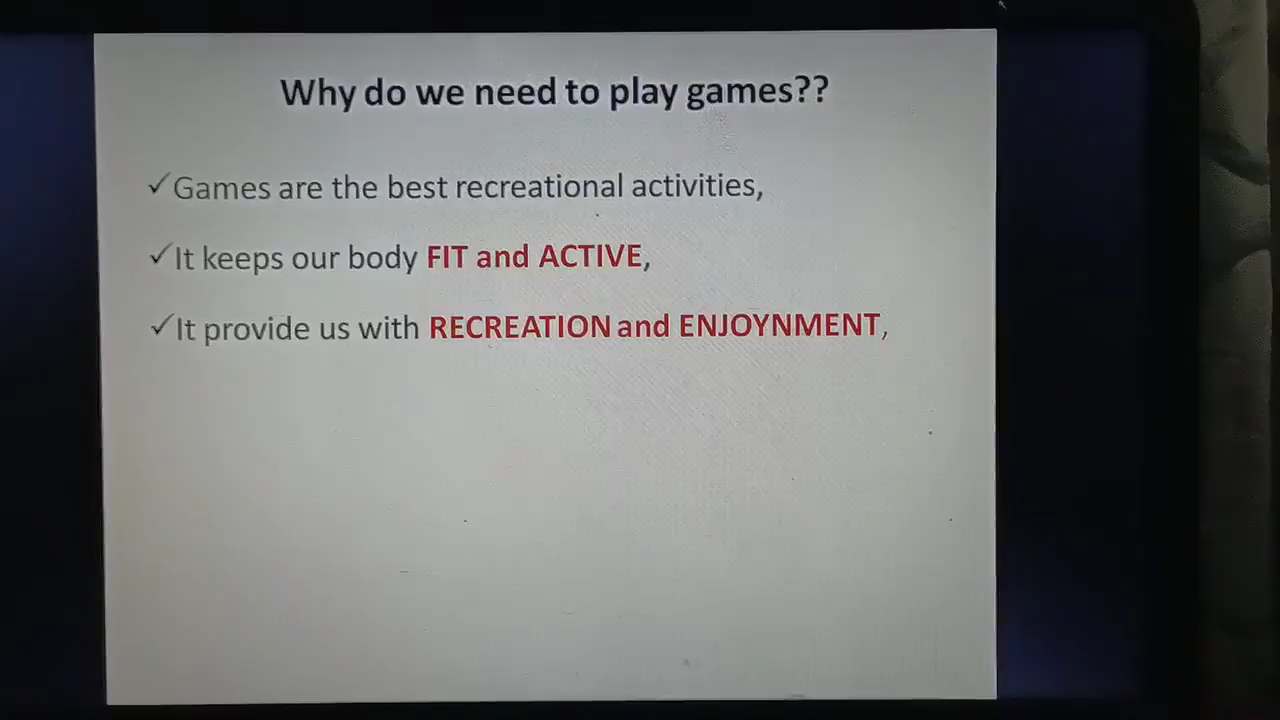 Why do we need to play games??
✓Games are the best recreational activities,
✓It keeps our body FIT and ACTIVE,
✓It provide us with RECREATION and ENJOYNMENT,